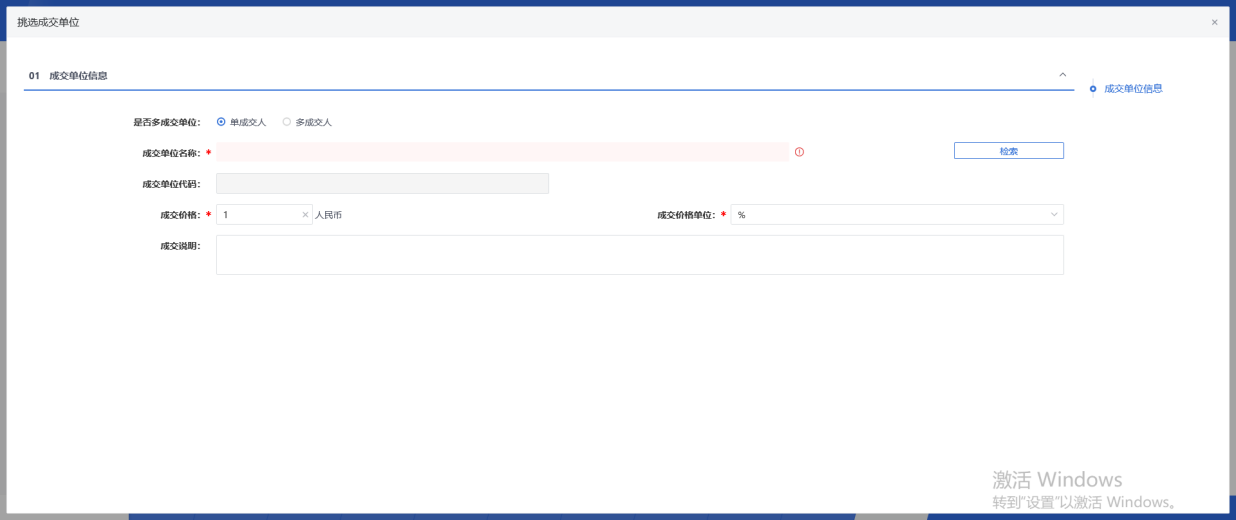 挑选成交单位 ×
01 成交单位信息
成交单位信息
是否多成交单位： 单成交人 多成交人
成交单位名称：* 检索
成交单位代码：
成交价格：* 1 × 人民币 成交价格单位：* %
成交说明：
激活 Windows
转到"设置"以激活 Windows。